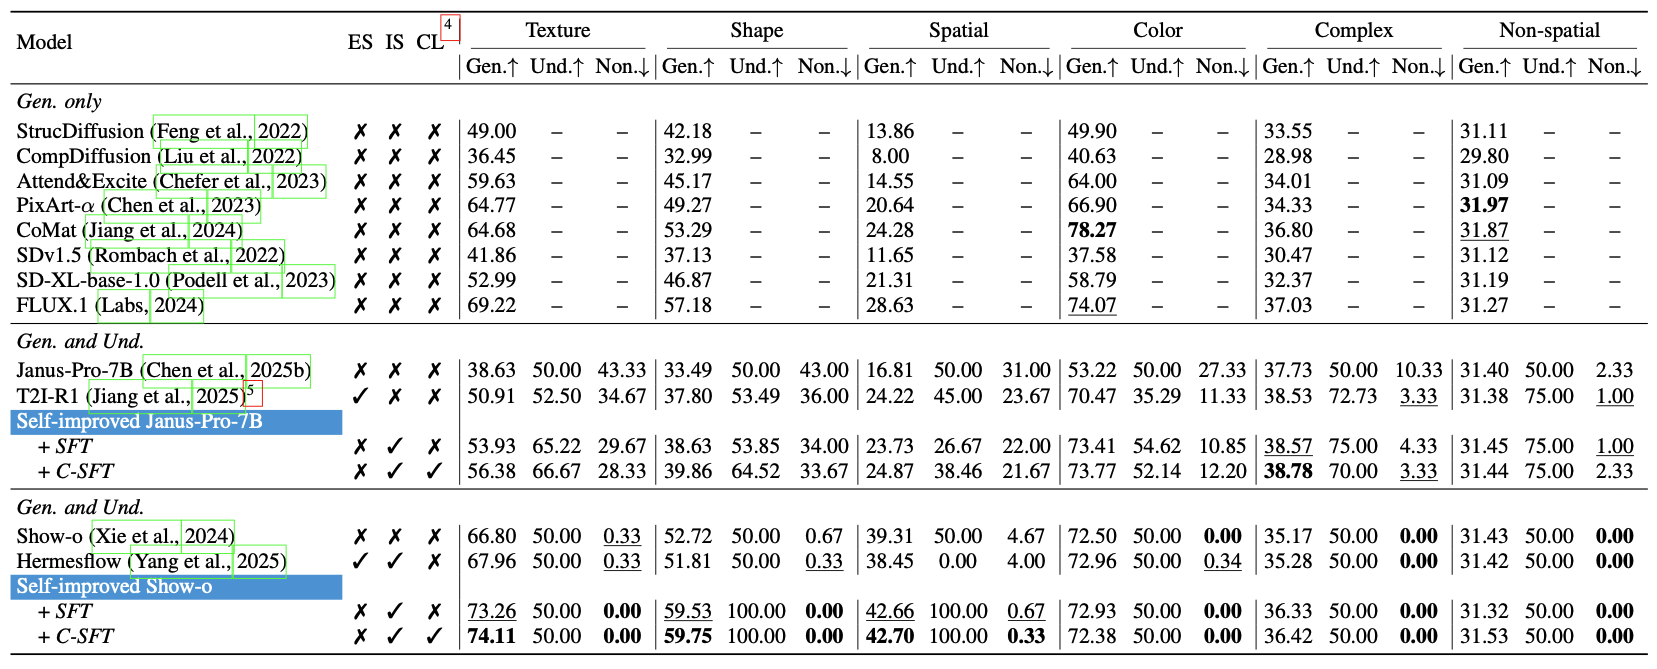 Model ES IS CL 4 Texture Shape Spatial Color Complex Non-spatial
Gen.↑ Und.↑ Non.↓ Gen.↑ Und.↑ Non.↓ Gen.↑ Und.↑ Non.↓ Gen.↑ Und.↑ Non.↓ Gen.↑ Und.↑ Non.↓ Gen.↑ Und.↑ Non.↓
Gen. only
StrucDiffusion (Feng et al., 2022) ✗ ✗ ✗ 49.00 – – 42.18 – – 13.86 – – 49.90 – – 33.55 – – 31.11 – –
CompDiffusion (Liu et al., 2022) ✗ ✗ ✗ 36.45 – – 32.99 – – 8.00 – – 40.63 – – 28.98 – – 29.80 – –
Attend&Excite (Chefer et al., 2023) ✗ ✗ ✗ 59.63 – – 45.17 – – 14.55 – – 64.00 – – 34.01 – – 31.09 – –
PixArt-α (Chen et al., 2023) ✗ ✗ ✗ 64.77 – – 49.27 – – 20.64 – – 66.90 – – 34.33 – – 31.97 – –
CoMat (Jiang et al., 2024) ✗ ✗ ✗ 64.68 – – 53.29 – – 24.28 – – 78.27 – – 36.80 – – 31.87 – –
SDv1.5 (Rombach et al., 2022) ✗ ✗ ✗ 41.86 – – 37.13 – – 11.65 – – 37.58 – – 30.47 – – 31.12 – –
SD-XL-base-1.0 (Podell et al., 2023) ✗ ✗ ✗ 52.99 – – 46.87 – – 21.31 – – 58.79 – – 32.37 – – 31.19 – –
FLUX.1 (Labs, 2024) ✗ ✗ ✗ 69.22 – – 57.18 – – 28.63 – – 74.07 – – 37.03 – – 31.27 – –
Gen. and Und.
Janus-Pro-7B (Chen et al., 2025b) ✗ ✗ ✗ 38.63 50.00 43.33 33.49 50.00 43.00 16.81 50.00 31.00 53.22 50.00 27.33 37.73 50.00 10.33 31.40 50.00 2.33
T2I-R1 (Jiang et al., 2025) 5 ✓ ✗ ✗ 50.91 52.50 34.67 37.80 53.49 36.00 24.22 45.00 23.67 70.47 35.29 11.33 38.53 72.73 3.33 31.38 75.00 1.00
Self-improved Janus-Pro-7B
+ SFT ✗ ✓ ✗ 53.93 65.22 29.67 38.63 53.85 34.00 23.73 26.67 22.00 73.41 54.62 10.85 38.57 75.00 4.33 31.45 75.00 1.00
+ C-SFT ✗ ✓ ✓ 56.38 66.67 28.33 39.86 64.52 33.67 24.87 38.46 21.67 73.77 52.14 12.20 38.78 70.00 3.33 31.44 75.00 2.33
Gen. and Und.
Show-o (Xie et al., 2024) ✗ ✗ ✗ 66.80 50.00 0.33 52.72 50.00 0.67 39.31 50.00 4.67 72.50 50.00 0.00 35.17 50.00 0.00 31.43 50.00 0.00
Hermesflow (Yang et al., 2025) ✓ ✓ ✗ 67.96 50.00 0.33 51.81 50.00 0.33 38.45 0.00 4.00 72.96 50.00 0.34 35.28 50.00 0.00 31.42 50.00 0.00
Self-improved Show-o
+ SFT ✗ ✓ ✗ 73.26 50.00 0.00 59.53 100.00 0.00 42.66 100.00 0.67 72.93 50.00 0.00 36.33 50.00 0.00 31.32 50.00 0.00
+ C-SFT ✗ ✓ ✓ 74.11 50.00 0.00 59.75 100.00 0.00 42.70 100.00 0.33 72.38 50.00 0.00 36.42 50.00 0.00 31.53 50.00 0.00